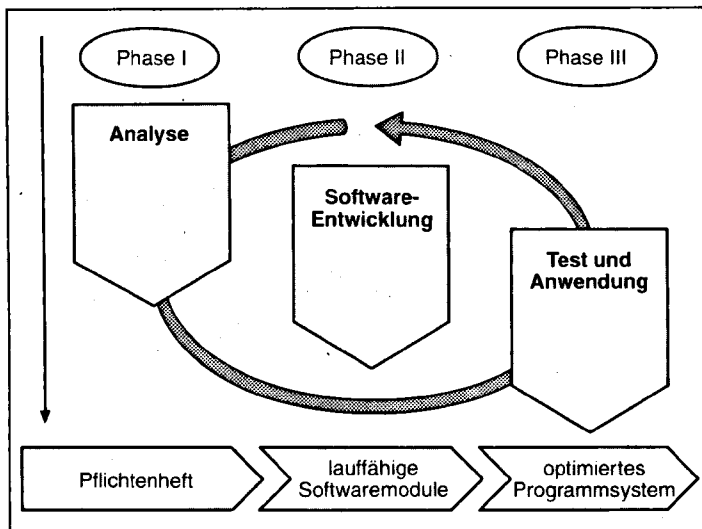 Phase I
Phase II
Phase III
Analyse
Software-
Entwicklung
Test und
Anwendung
Pflichtenheft
lauffähige
Softwaremodule
optimiertes
Programmsystem